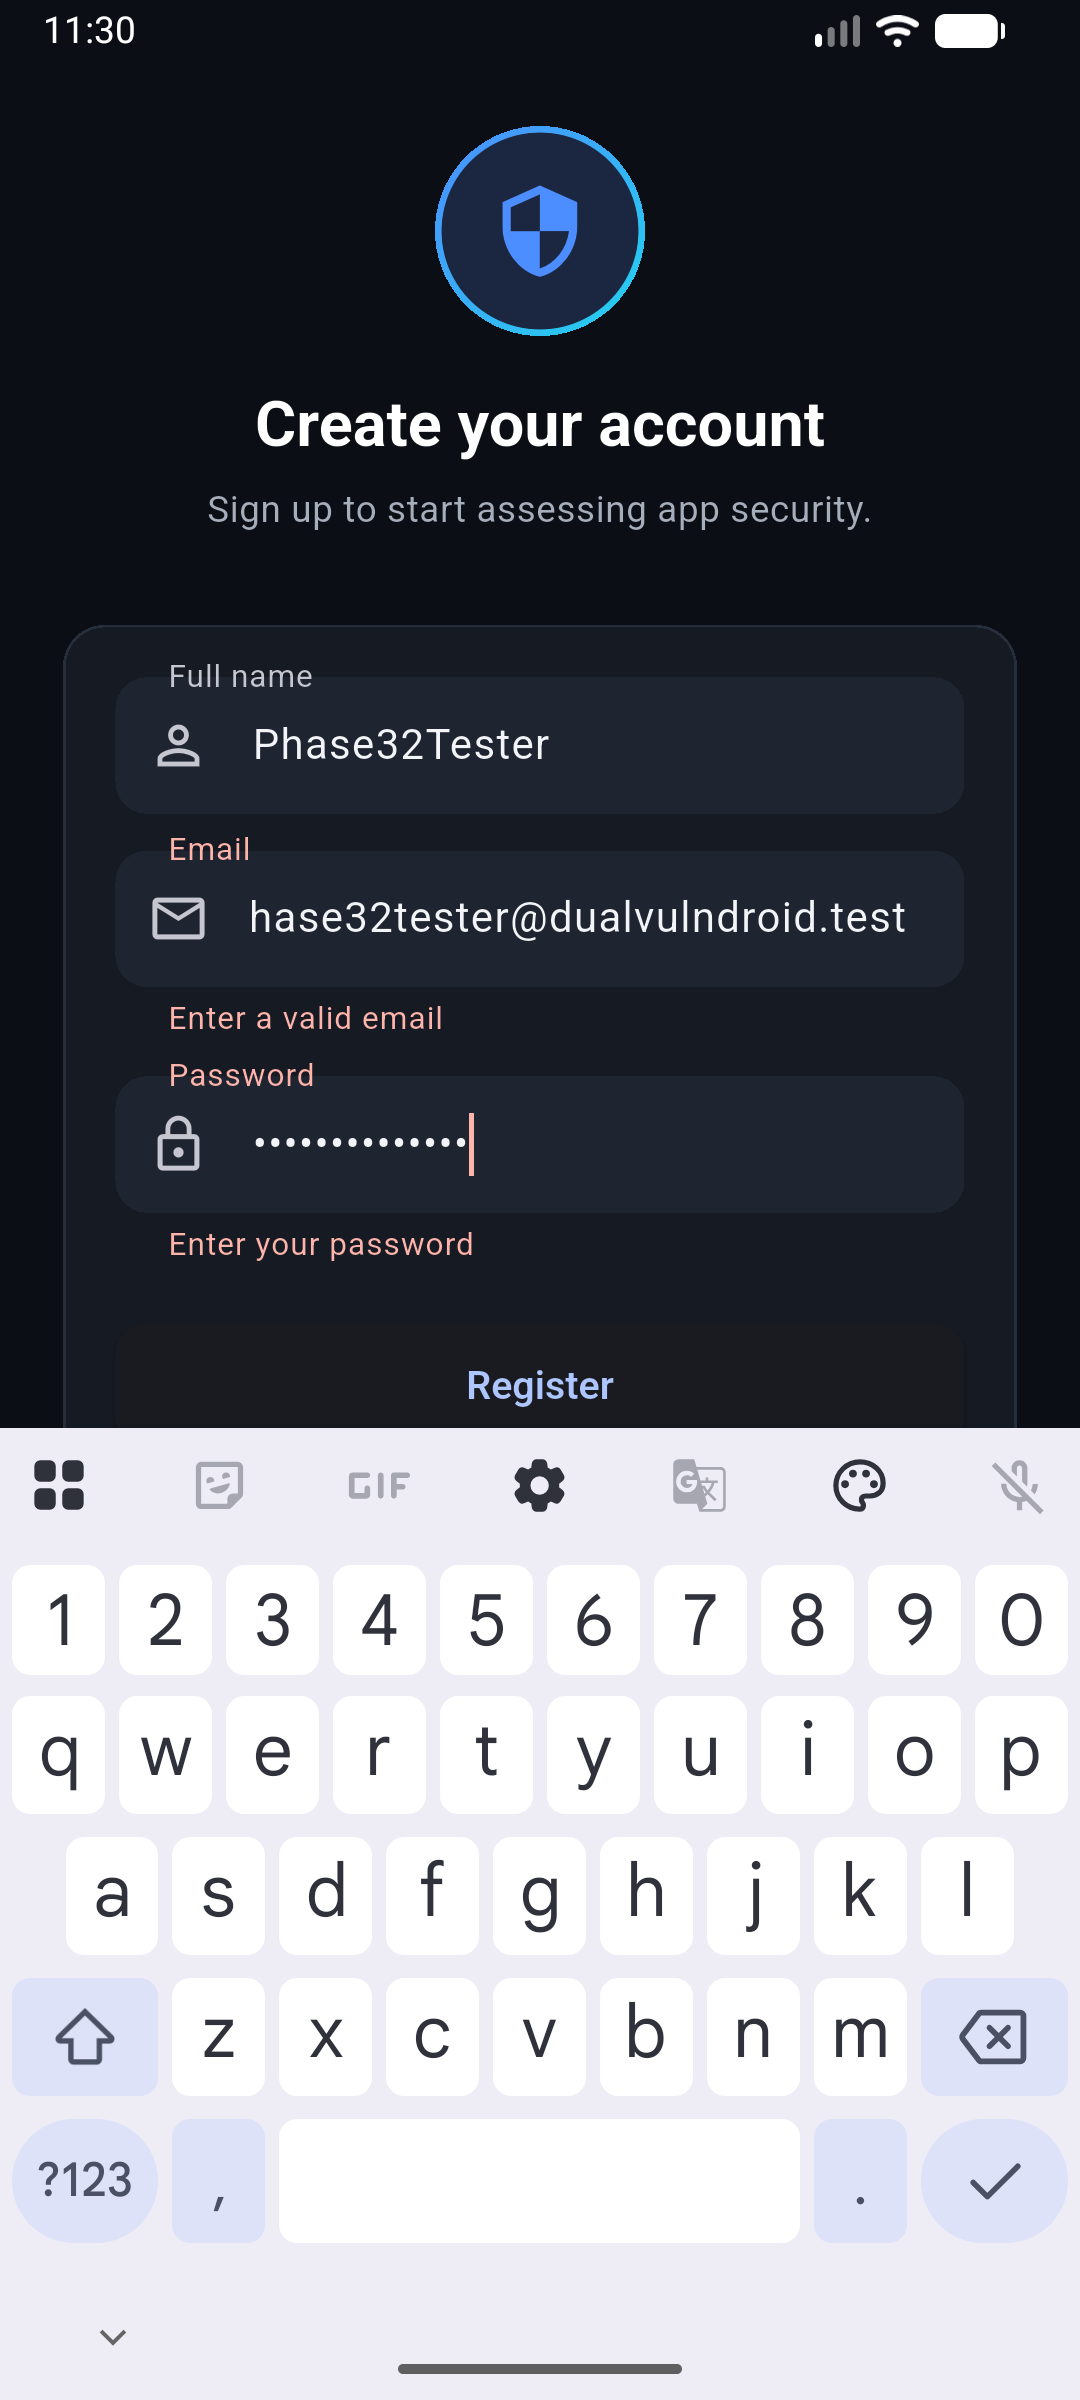 11:30
Create your account
Sign up to start assessing app security.
Full name
Phase32Tester
Email
hase32tester@dualvulndroid.test
Enter a valid email
Password
••••••••••••••
Enter your password
Register
GIF
G文
1 2 3 4 5 6 7 8 9 0
q w e r t y u i o p
a s d f g h j k l
z x c v b n m
?123 , .